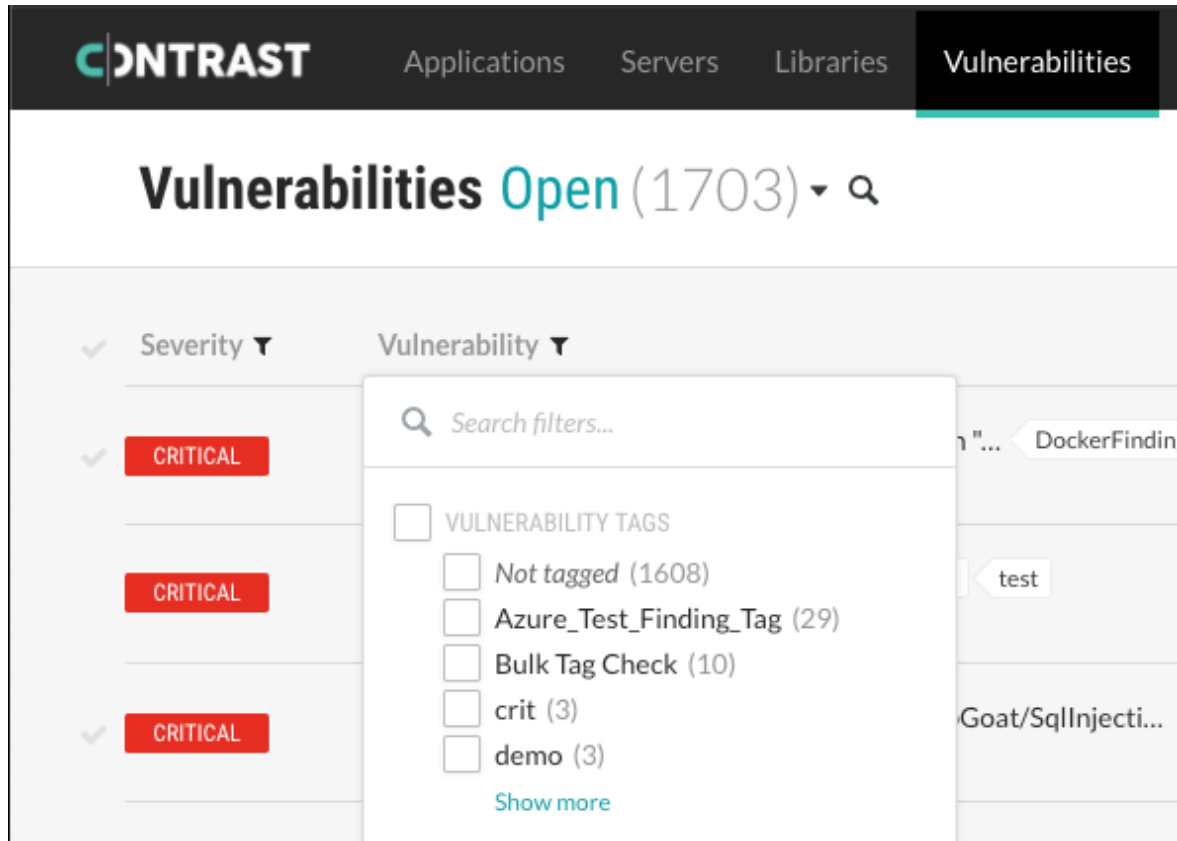 CONTRAST Applications Servers Libraries Vulnerabilities
Vulnerabilities Open (1703)
Severity Vulnerability
Search filters...
CRITICAL "... DockerFindin
VULNERABILITY TAGS
Not tagged (1608)
CRITICAL test
Azure_Test_Finding_Tag (29)
Bulk Tag Check (10)
crit (3)
CRITICAL Goat/SqlInjecti...
demo (3)
Show more